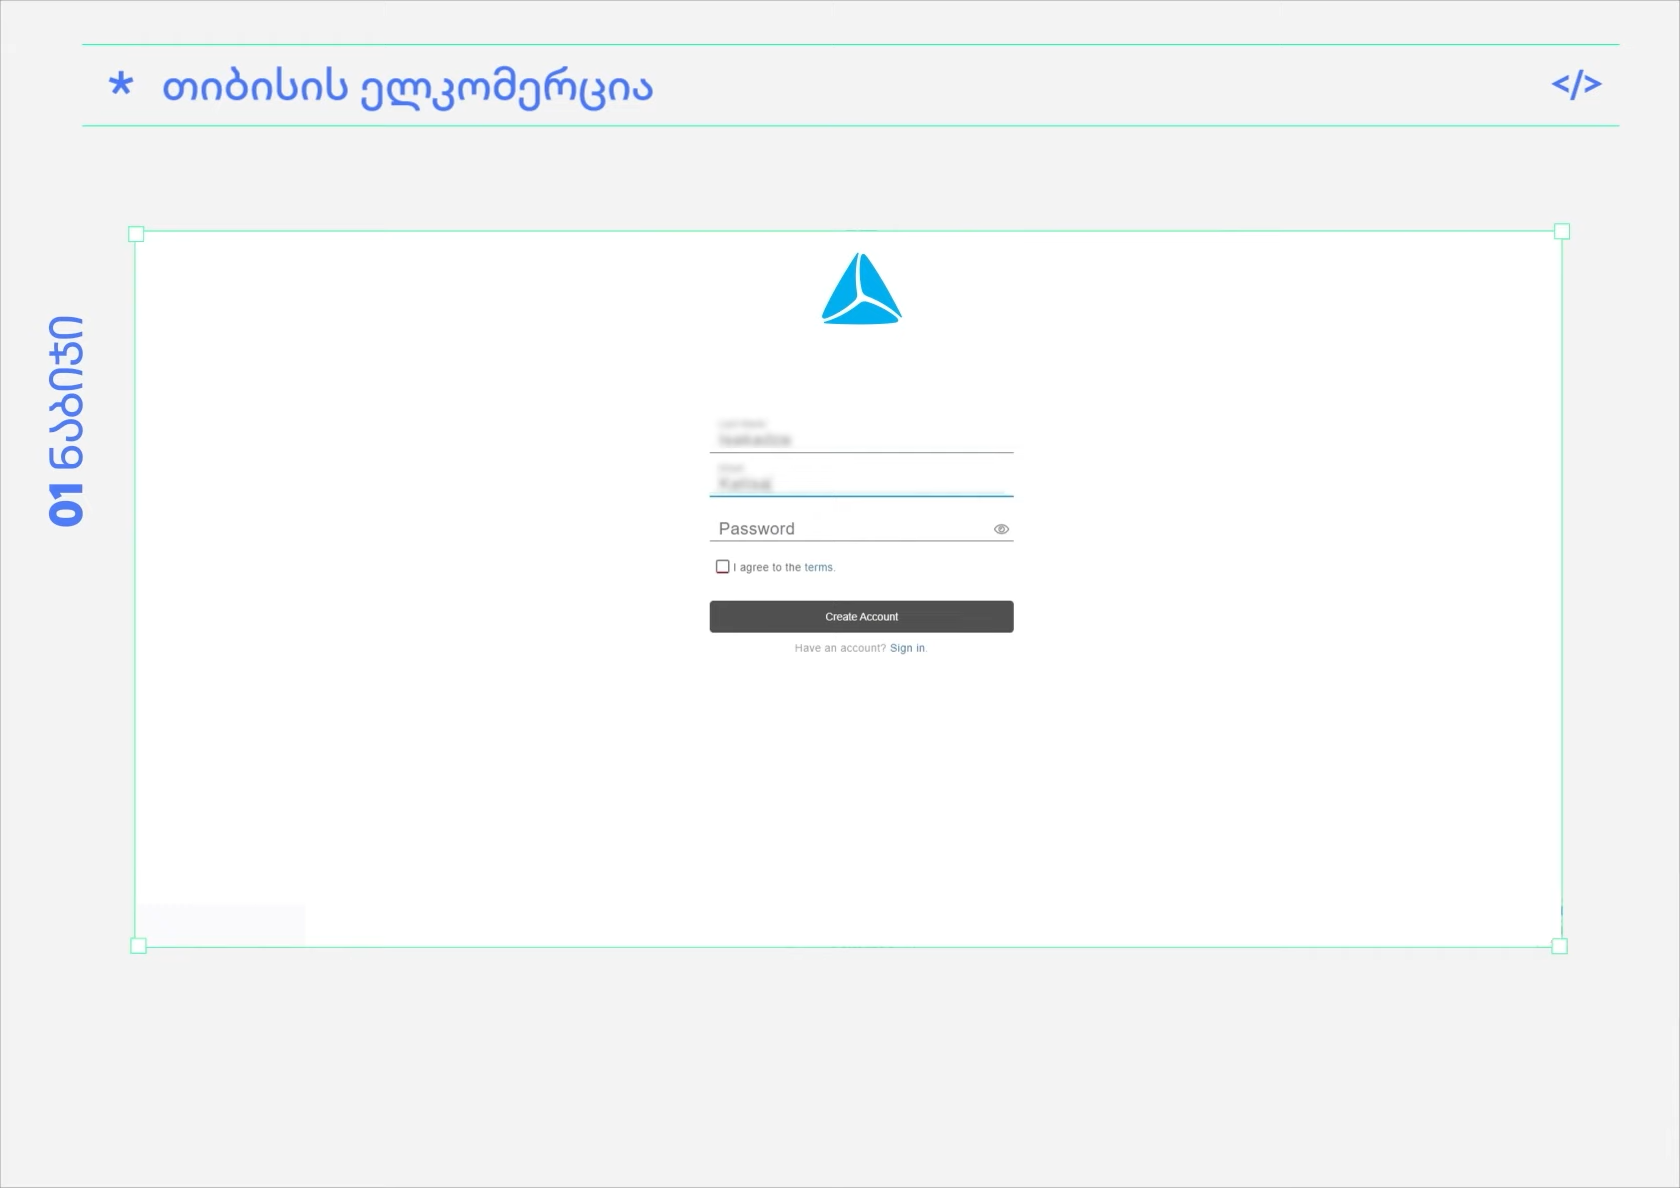 * თიბისის ელკომერცია </>
01 ნაბიჯი
Password
I agree to the terms.
Create Account
Have an account? Sign in.